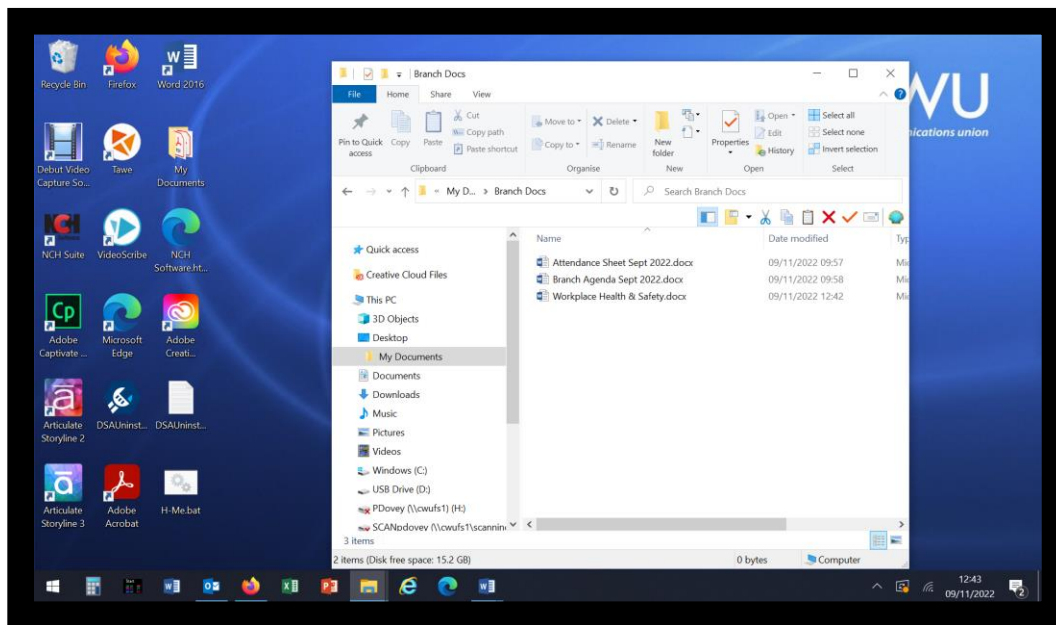 Recycle Bin
Firefox
Word 2016
Debut Video
Capture So...
Tawe
My
Documents
NCH Suite
VideoScribe
NCH
Software.ht...
Adobe
Captivate ...
Microsoft
Edge
Adobe
Creati...
Articulate
Storyline 2
DSAUninst...
DSAUninst...
Articulate
Storyline 3
Adobe
Acrobat
H-Me.bat
WU
nications union
Branch Docs
File Home Share View
Pin to Quick
access
Copy
Paste
Cut
Copy path
Paste shortcut
Clipboard
Move to
Copy to
Delete
Rename
Organise
New
folder
New
Properties
Open
Edit
History
Open
Select all
Select none
Invert selection
Select
« My D... > Branch Docs
Search Branch Docs
Quick access
Creative Cloud Files
This PC
3D Objects
Desktop
My Documents
Documents
Downloads
Music
Pictures
Videos
Windows (C:)
USB Drive (D:)
PDovey (\\cwufs1) (H:)
SCANpdovey (\\cwufs1\scannin
Name Date modified Typ
Attendance Sheet Sept 2022.docx 09/11/2022 09:57 Mic
Branch Agenda Sept 2022.docx 09/11/2022 09:58 Mic
Workplace Health & Safety.docx 09/11/2022 12:42 Mic
3 items
2 items (Disk free space: 15.2 GB) 0 bytes Computer
12:43
09/11/2022
2